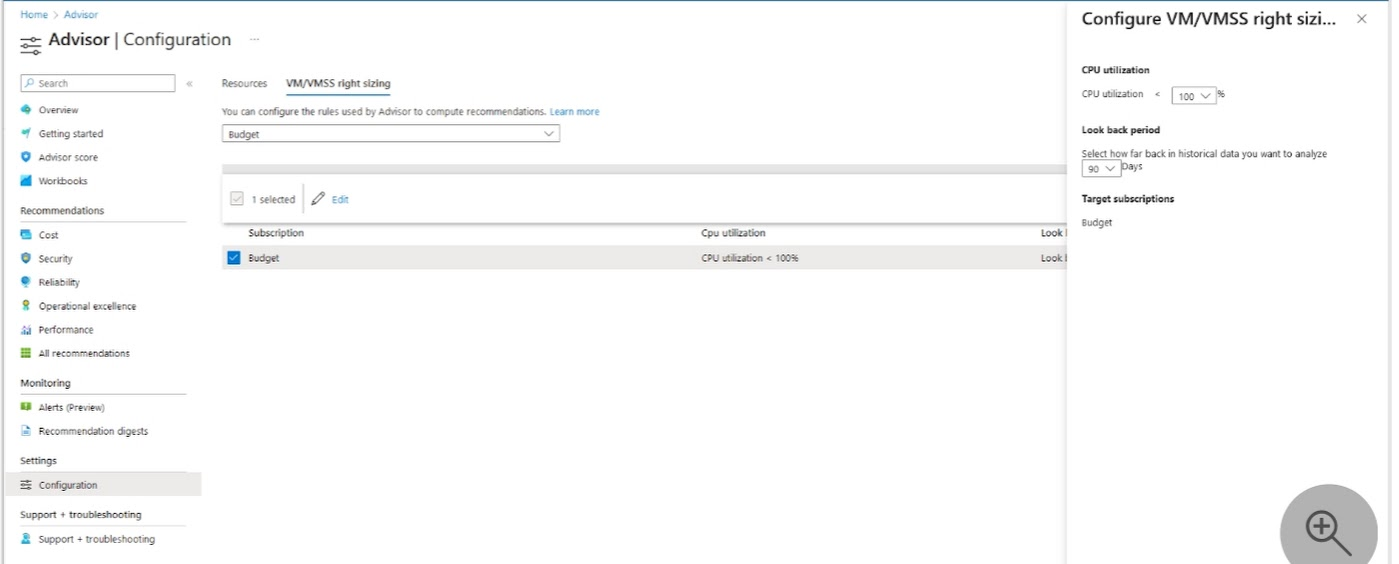 Home > Advisor
Advisor | Configuration ...
Search «
Overview
Getting started
Advisor score
Workbooks
Recommendations
Cost
Security
Reliability
Operational excellence
Performance
All recommendations
Monitoring
Alerts (Preview)
Recommendation digests
Settings
Configuration
Support + troubleshooting
Support + troubleshooting
Resources VM/VMSS right sizing
You can configure the rules used by Advisor to compute recommendations. Learn more
Budget
1 selected Edit
Subscription Cpu utilization Look
Budget CPU utilization < 100% Look
Configure VM/VMSS right sizi...
CPU utilization
CPU utilization < 100 %
Look back period
Select how far back in historical data you want to analyze
90 Days
Target subscriptions
Budget